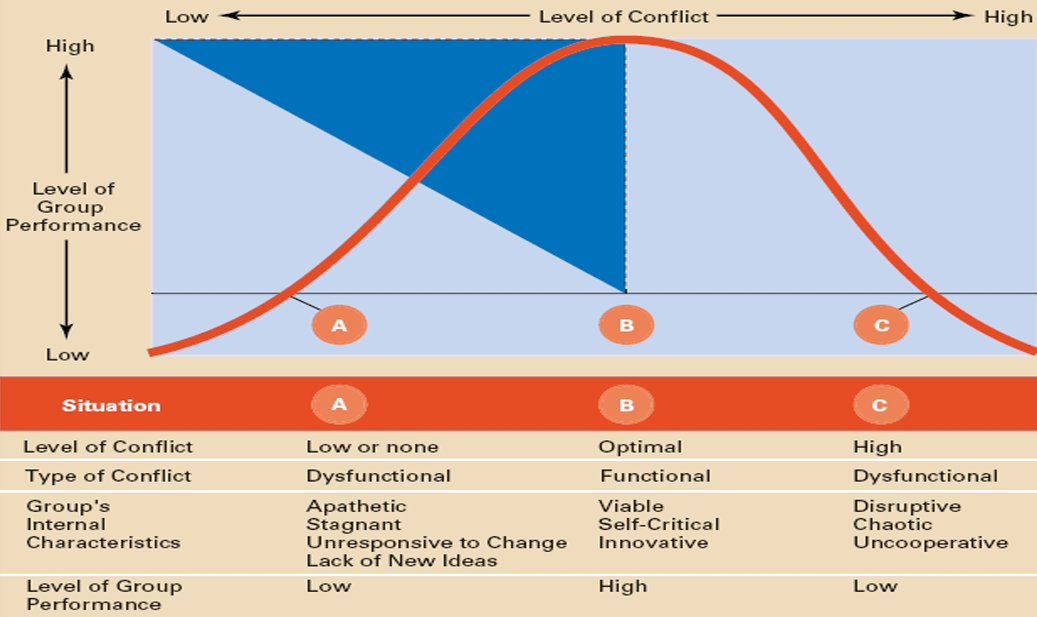 Low Level of Conflict High
High
Level of
Group
Performance
Low
A B C
Situation A B C
Level of Conflict Low or none Optimal High
Type of Conflict Dysfunctional Functional Dysfunctional
Group's Apathetic Viable Disruptive
Internal Stagnant Self-Critical Chaotic
Characteristics Unresponsive to Change Innovative Uncooperative
Lack of New Ideas
Level of Group Low High Low
Performance